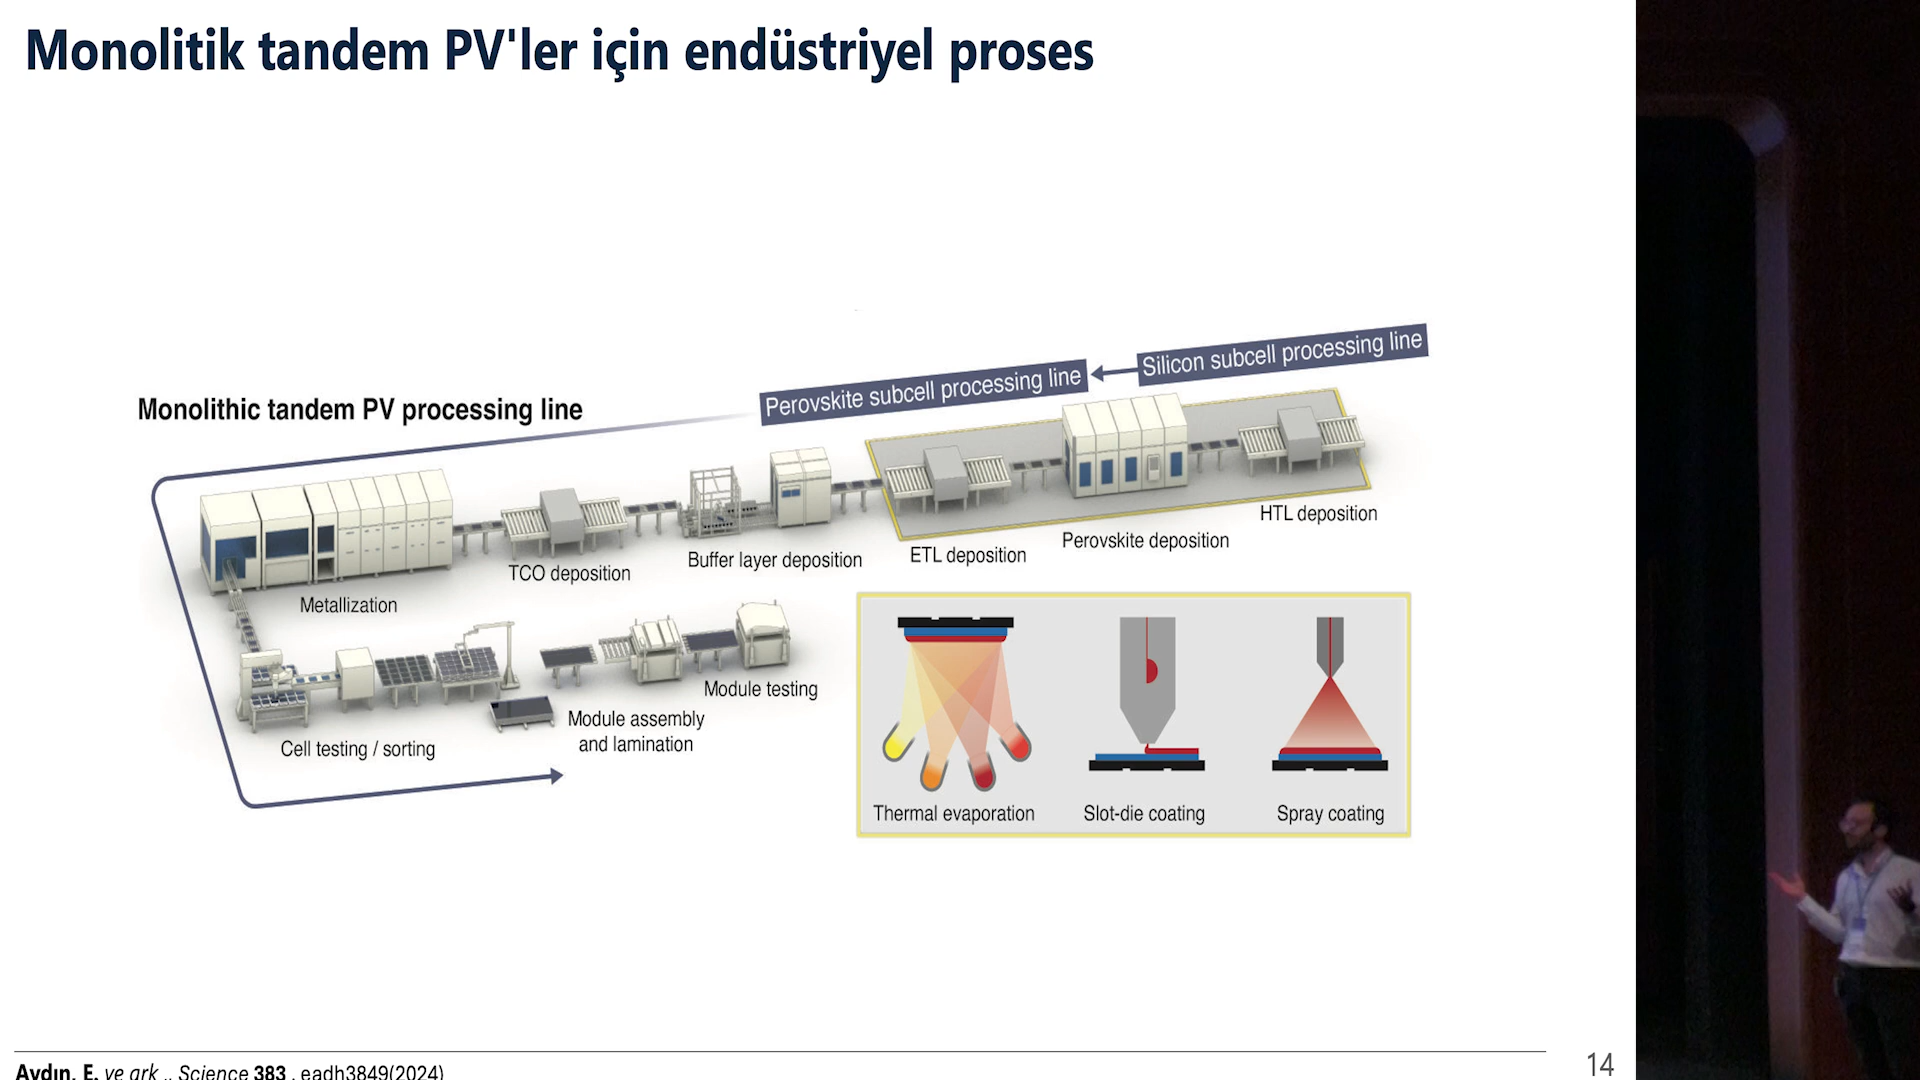 Monolitik tandem PV'ler için endüstriyel proses
Silicon subcell processing line
Perovskite subcell processing line
Monolithic tandem PV processing line
HTL deposition
Perovskite deposition
ETL deposition
Buffer layer deposition
TCO deposition
Metallization
Cell testing / sorting
Module assembly
and lamination
Module testing
Thermal evaporation
Slot-die coating
Spray coating
Aydın, E. ve ark ., Science 383 , eadh3849(2024)
14